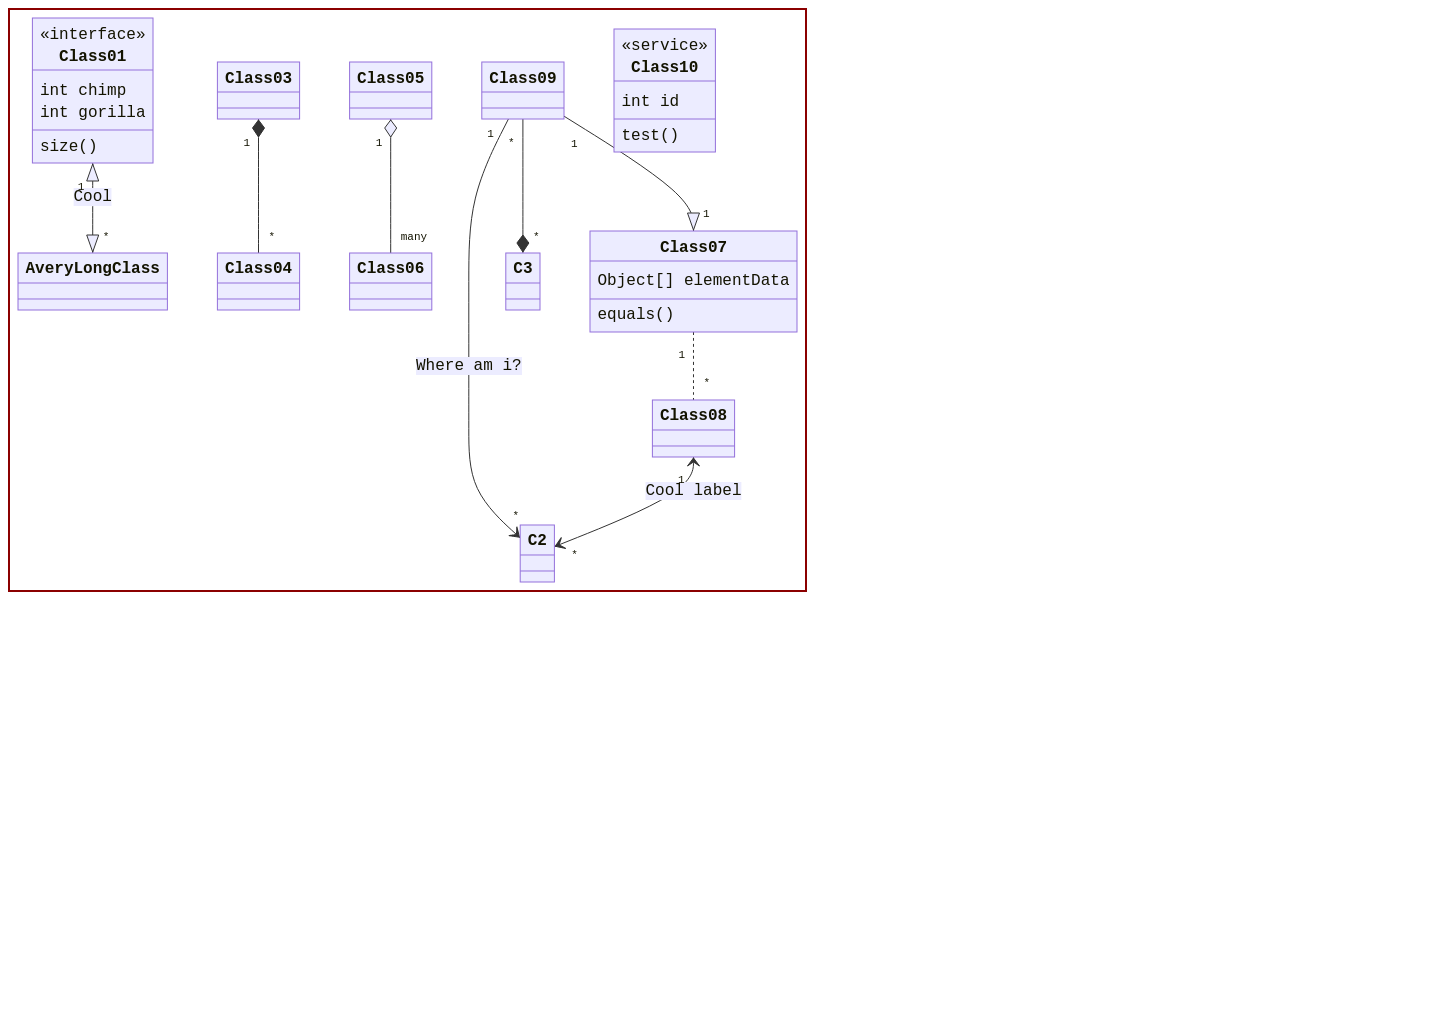 «interface»
Class01
int chimp
int gorilla
size()
Class03
Class05
Class09
«service»
Class10
int id
test()
1
Cool
*
1
*
1
many
1
*
*
1
1
AveryLongClass
Class04
Class06
C3
Class07
Object[] elementData
equals()
Where am i?
1
*
Class08
1
Cool label
*
*
C2